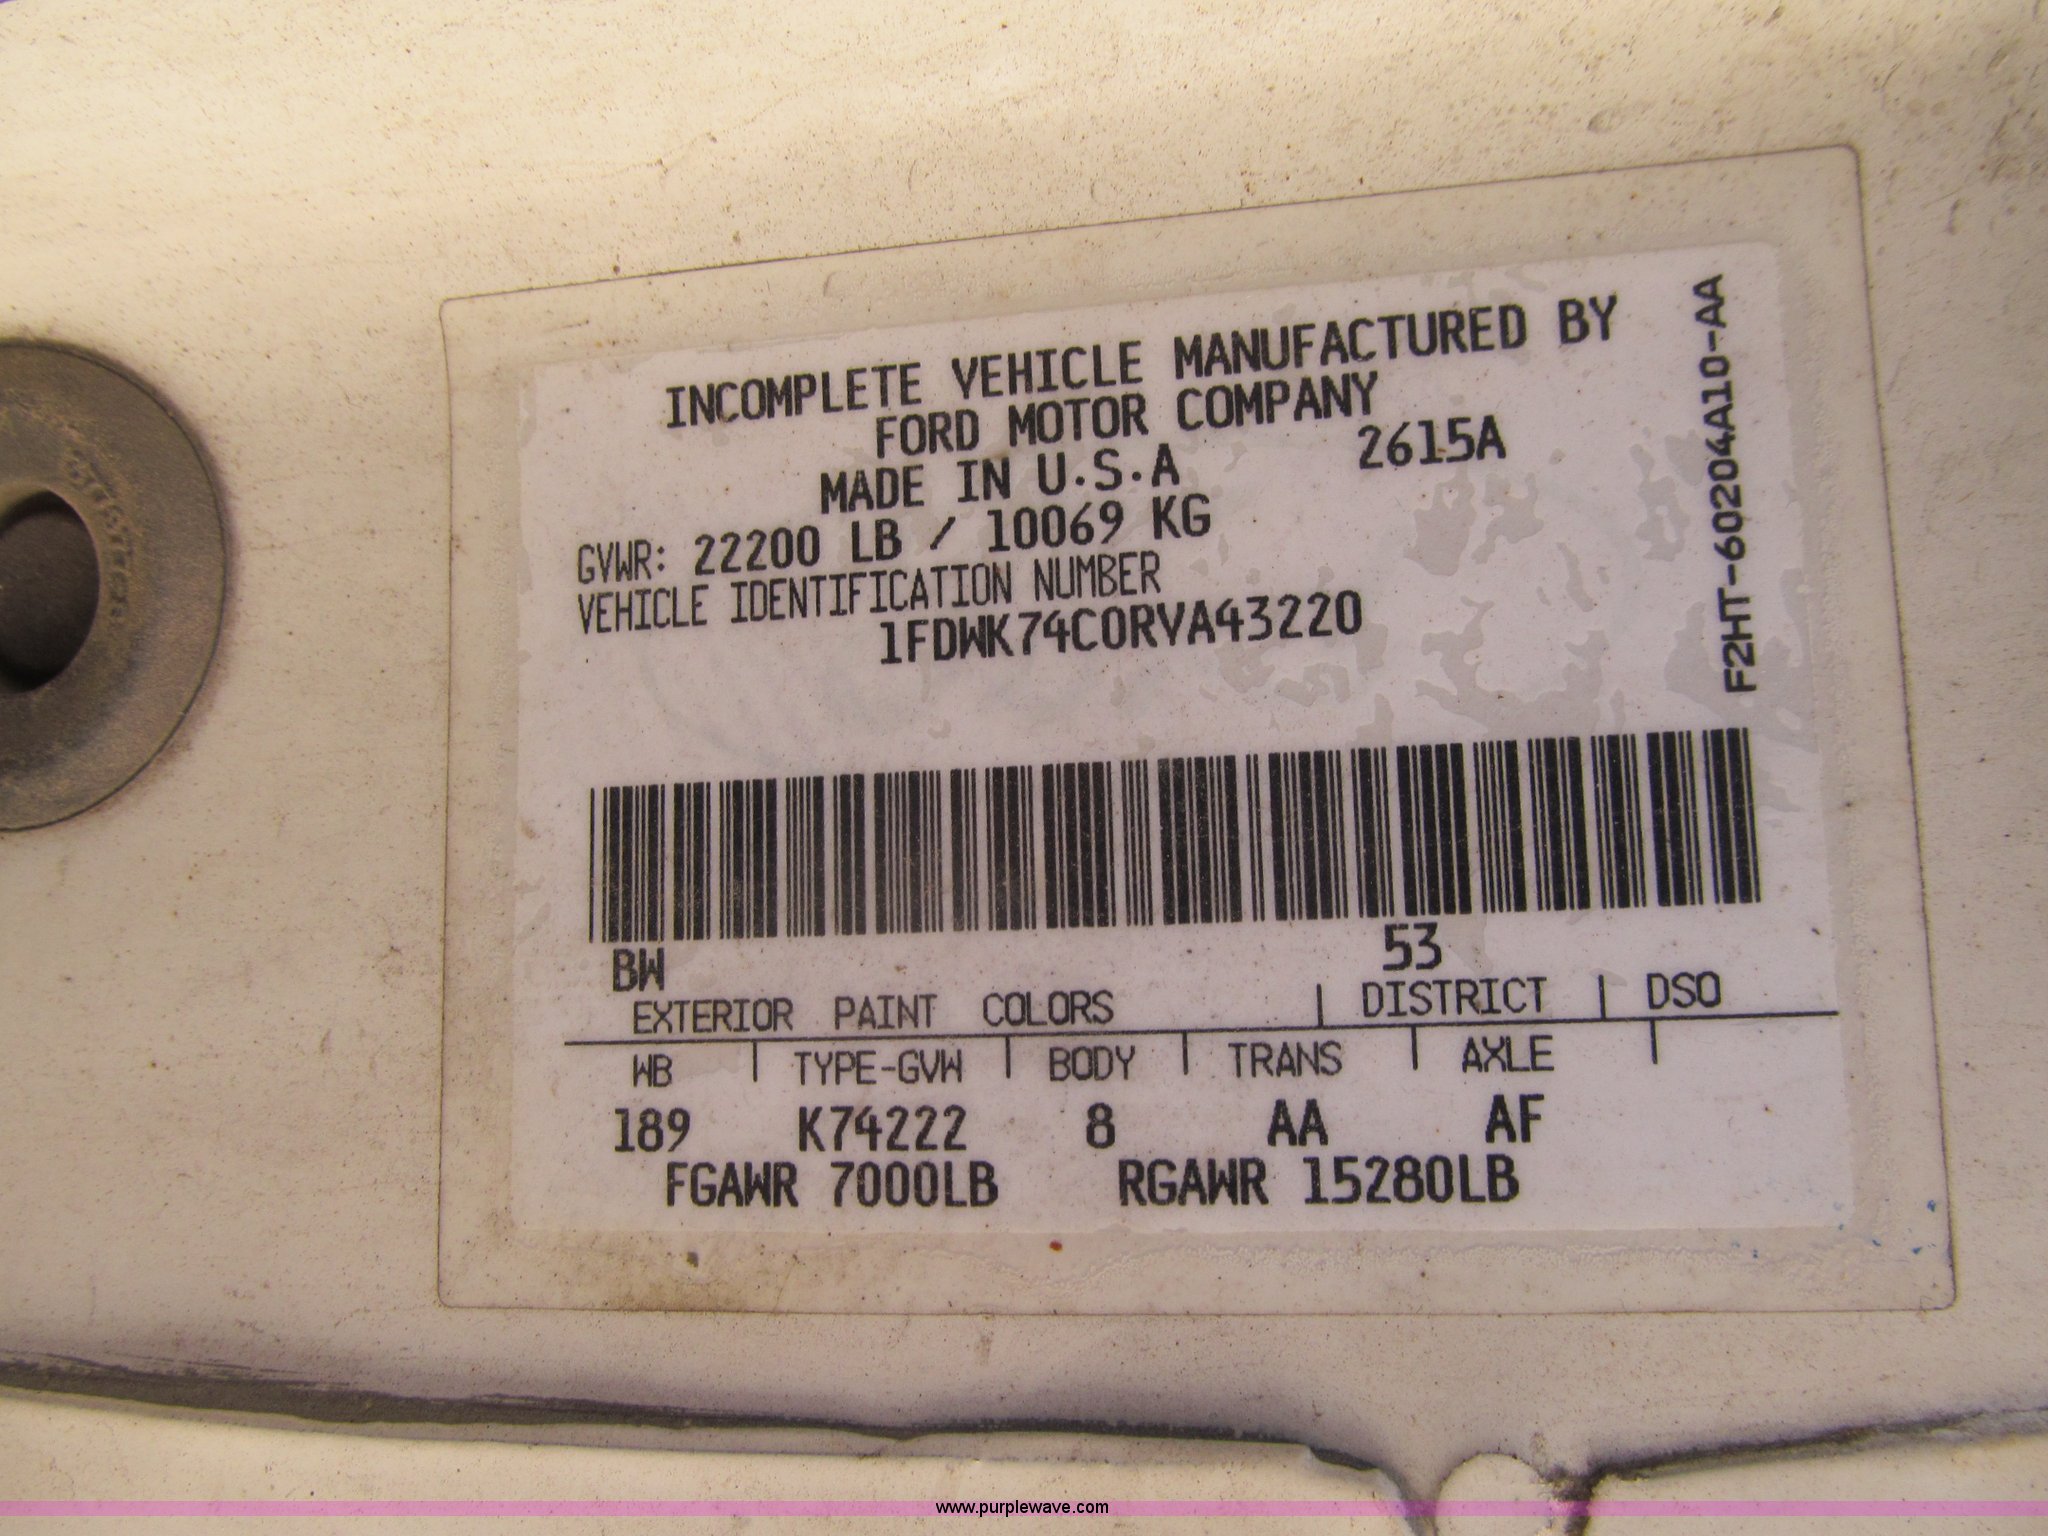 INCOMPLETE VEHICLE MANUFACTURED BY
FORD MOTOR COMPANY
MADE IN U.S.A 2615A
GVWR: 22200 LB / 10069 KG
VEHICLE IDENTIFICATION NUMBER
1FDWK74C0RVA43220
F2HT-60204A10-AA
BW 53
EXTERIOR PAINT COLORS | DISTRICT | DSO
WB | TYPE-GVW | BODY | TRANS | AXLE |
189 K74222 8 AA AF
FGAWR 7000LB RGAWR 15280LB
www.purplewave.com